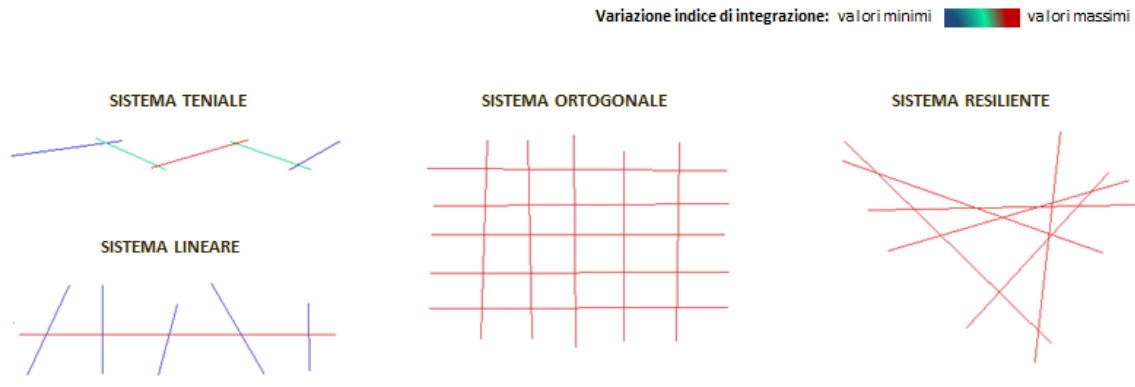 Variazione indice di integrazione: valori minimi valori massimi
SISTEMA TENIALE
SISTEMA ORTOGONALE
SISTEMA RESILIENTE
SISTEMA LINEARE